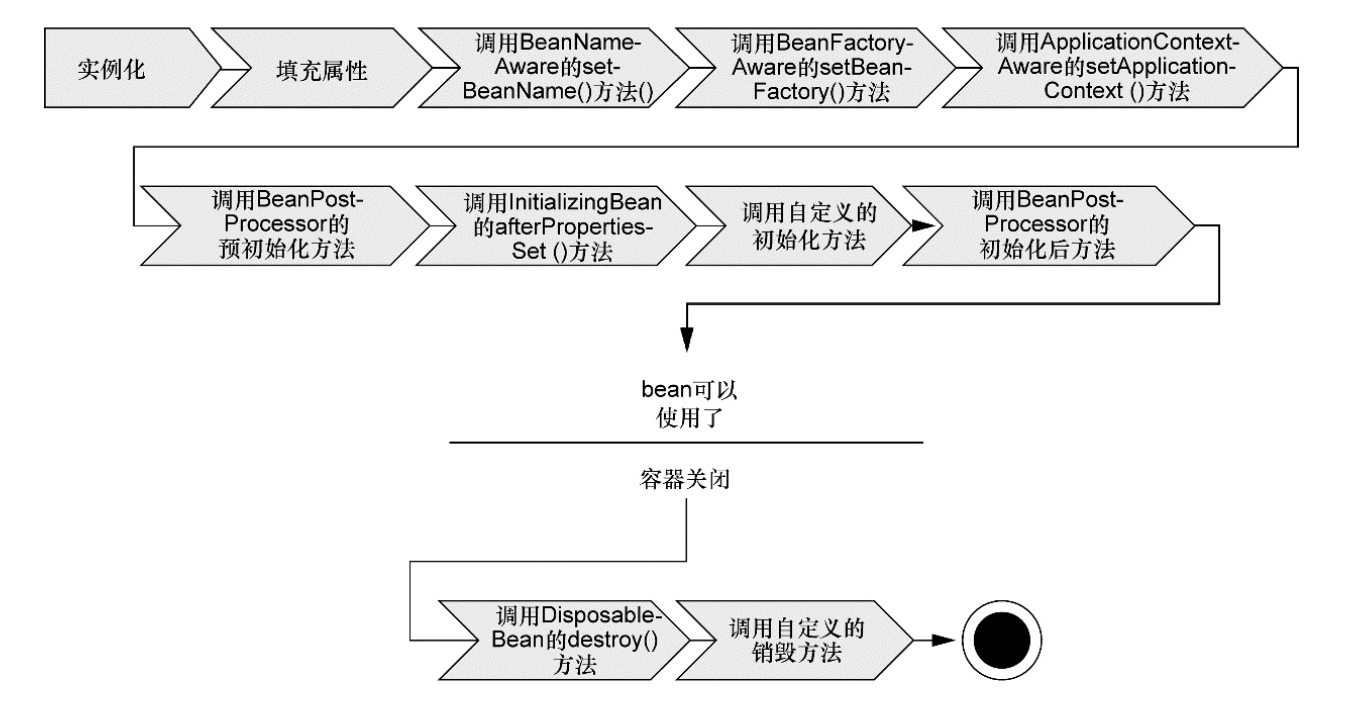 实例化
填充属性
调用BeanName-
Aware的set-
BeanName()方法()
调用BeanFactory-
Aware的setBean-
Factory()方法
调用ApplicationContext-
Aware的setApplication-
Context ()方法
调用BeanPost-
Processor的
预初始化方法
调用InitializingBean
的afterProperties-
Set ()方法
调用自定义的
初始化方法
调用BeanPost-
Processor的
初始化后方法
bean可以
使用了
容器关闭
调用Disposable-
Bean的destroy()
方法
调用自定义的
销毁方法